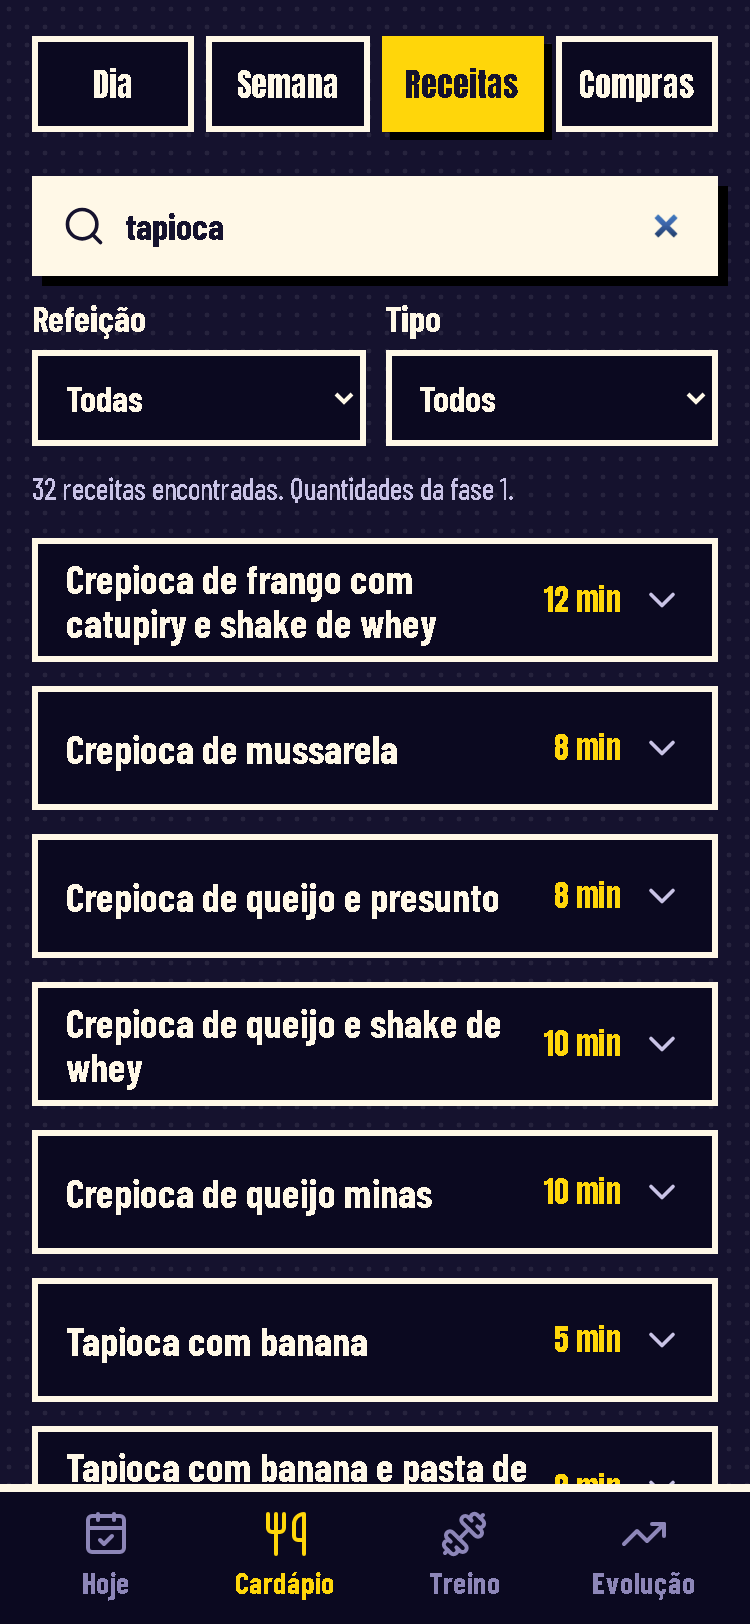 Dia Semana Receitas Compras
tapioca
Refeição Tipo
Todas Todos
32 receitas encontradas. Quantidades da fase 1.
Crepioca de frango com
catupiry e shake de whey
12 min
Crepioca de mussarela 8 min
Crepioca de queijo e presunto 8 min
Crepioca de queijo e shake de
whey
10 min
Crepioca de queijo minas 10 min
Tapioca com banana 5 min
Tapioca com banana e pasta de
min
Hoje Cardápio Treino Evolução